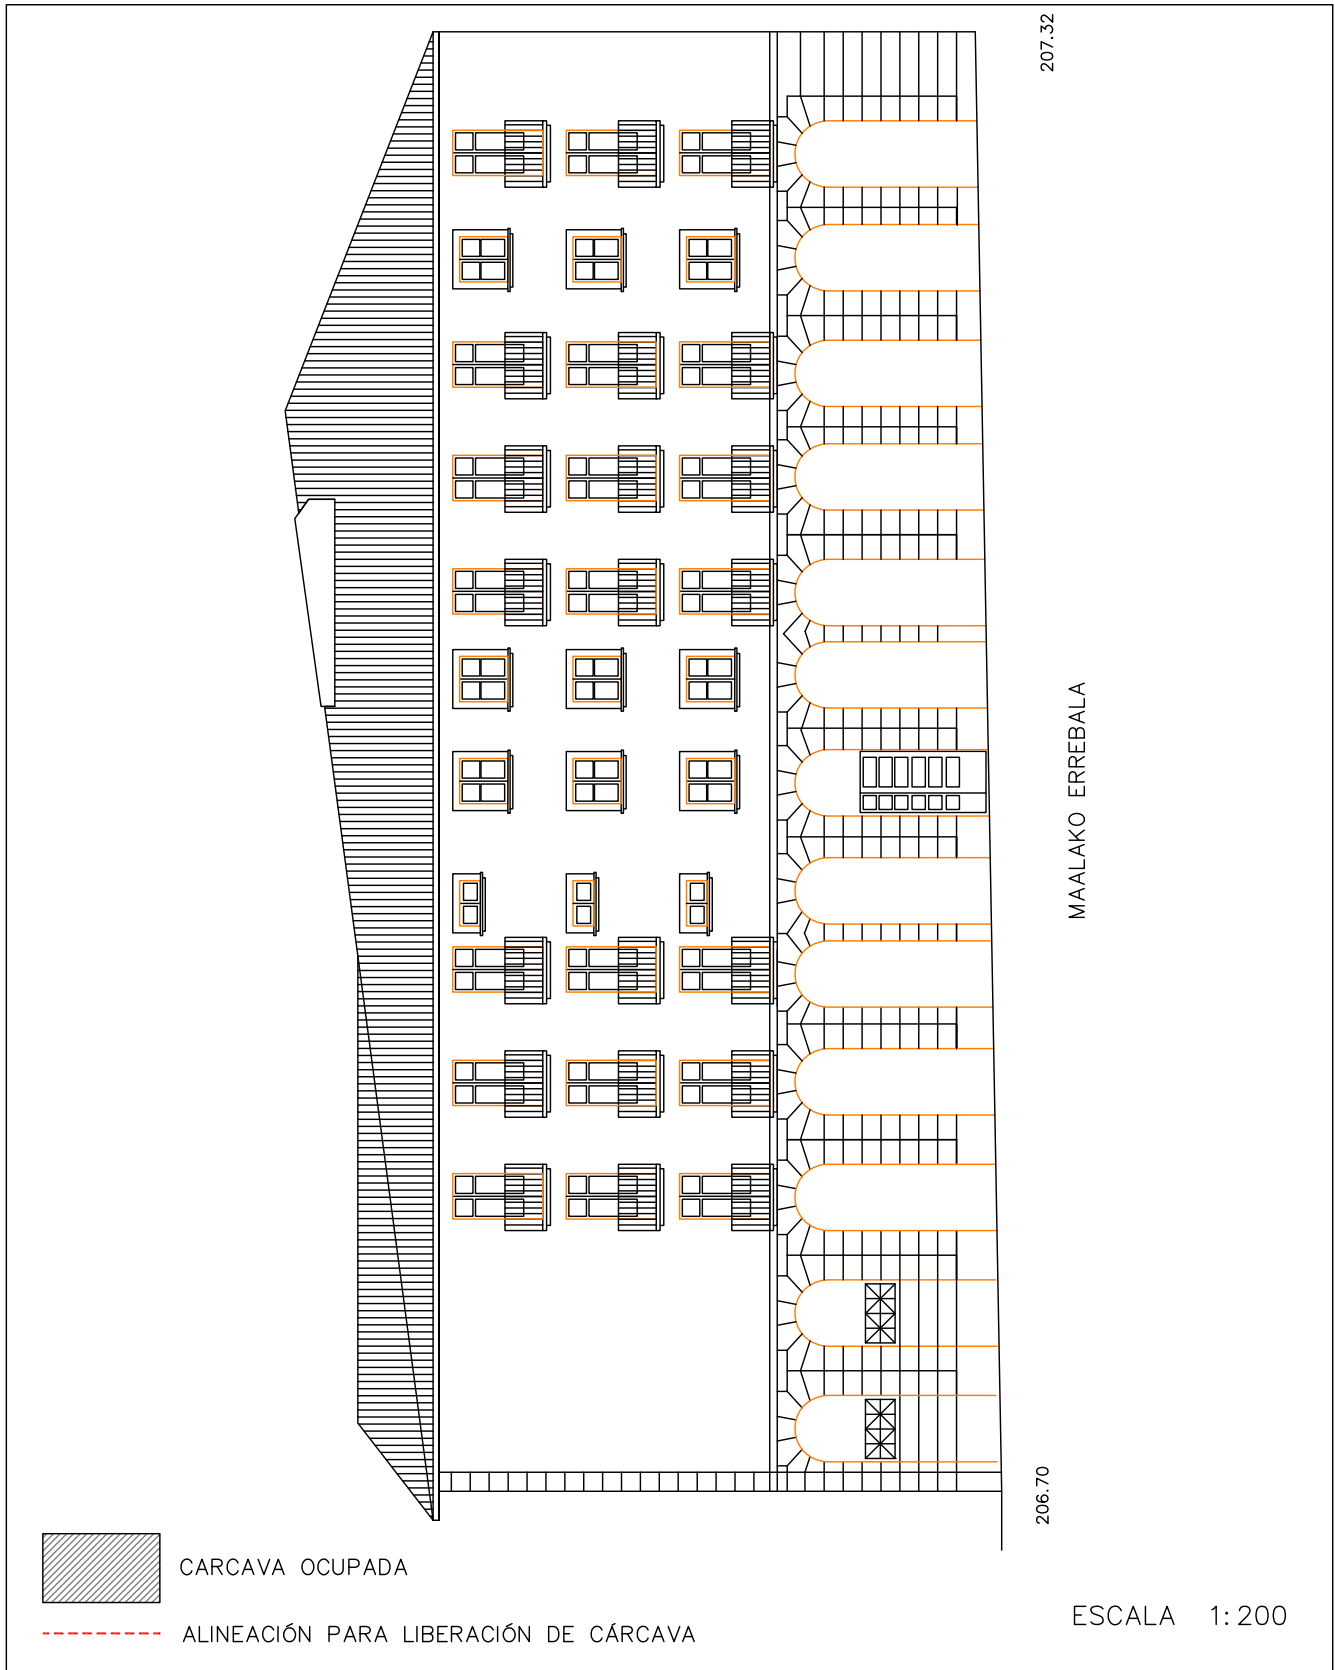 207.32
MAALAKO ERREBALA
206.70
CARCAVA OCUPADA
ALINEACIÓN PARA LIBERACIÓN DE CÁRCAVA
ESCALA 1:200